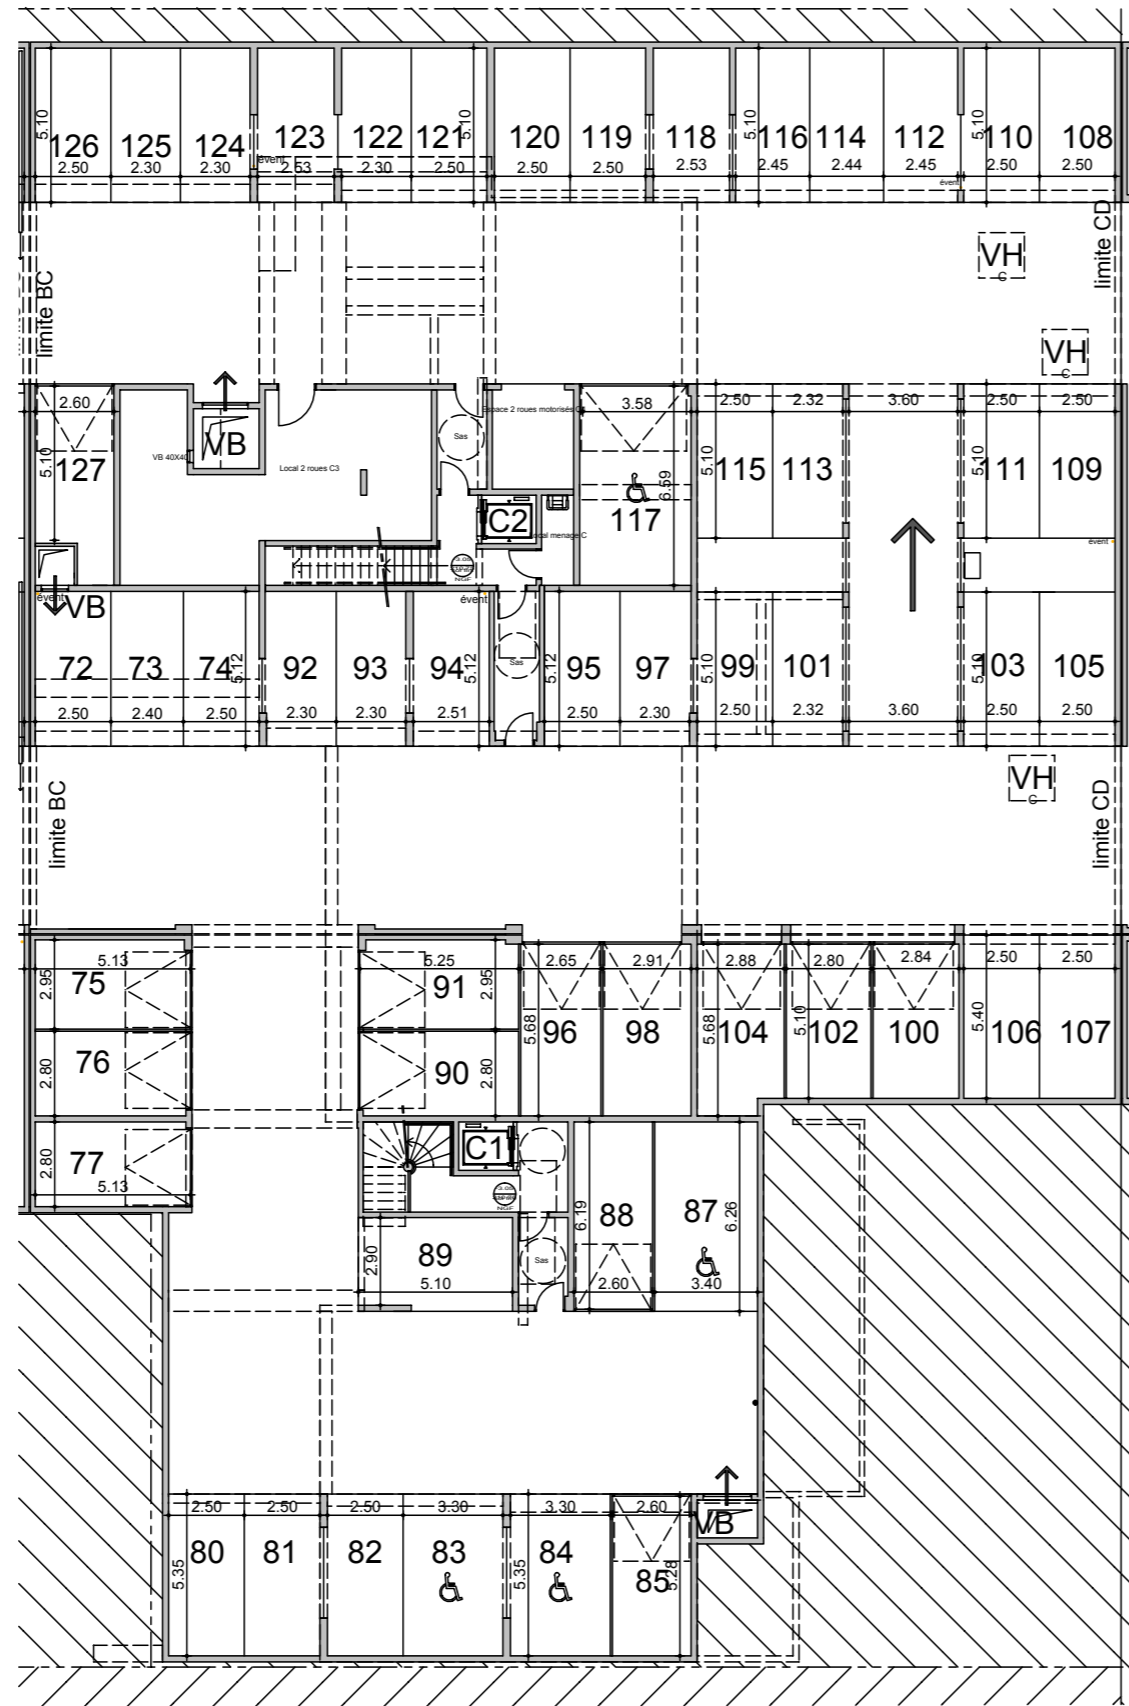 126 125 124 123 122 121 120 119 118 116 114 112 110 108
5.10 5.10 5.10 5.10
2.50 2.30 2.30 2.53 2.30 2.50 2.50 2.50 2.53 2.45 2.44 2.45 2.50 2.50
évent
évent
limite BC
limite CD
VH
C
VH
C
2.60
5.10
127
VB 40X40
VB
Local 2 roues C3
Sas
Espace 2 roues motorisés
3.58
6.59
117
C2
2.50 2.32 3.60 2.50 2.50
5.10 5.10
115 113 111 109
évent
évent
VB
évent
NGF
72 73 74 92 93 94 95 97 99 101 103 105
5.12 5.12 5.12 5.10 5.10
Sas
2.50 2.40 2.50 2.30 2.30 2.51 2.50 2.30 2.50 2.32 3.60 2.50 2.50
limite BC
limite CD
VH
C
5.13 5.25 2.65 2.91 2.88 2.80 2.84 2.50 2.50
75 91
2.95 2.95
5.68 5.68 5.10 5.40
76 90 96 98 104 102 100 106 107
2.80 2.80
77
2.80
5.13
C1
NGF
88 87
6.19 6.26
89
2.90
5.10
Sas
2.60 3.40
2.50 2.50 2.50 3.30 3.30 2.60
VB
80 81 82 83 84 85
5.35 5.35 5.28